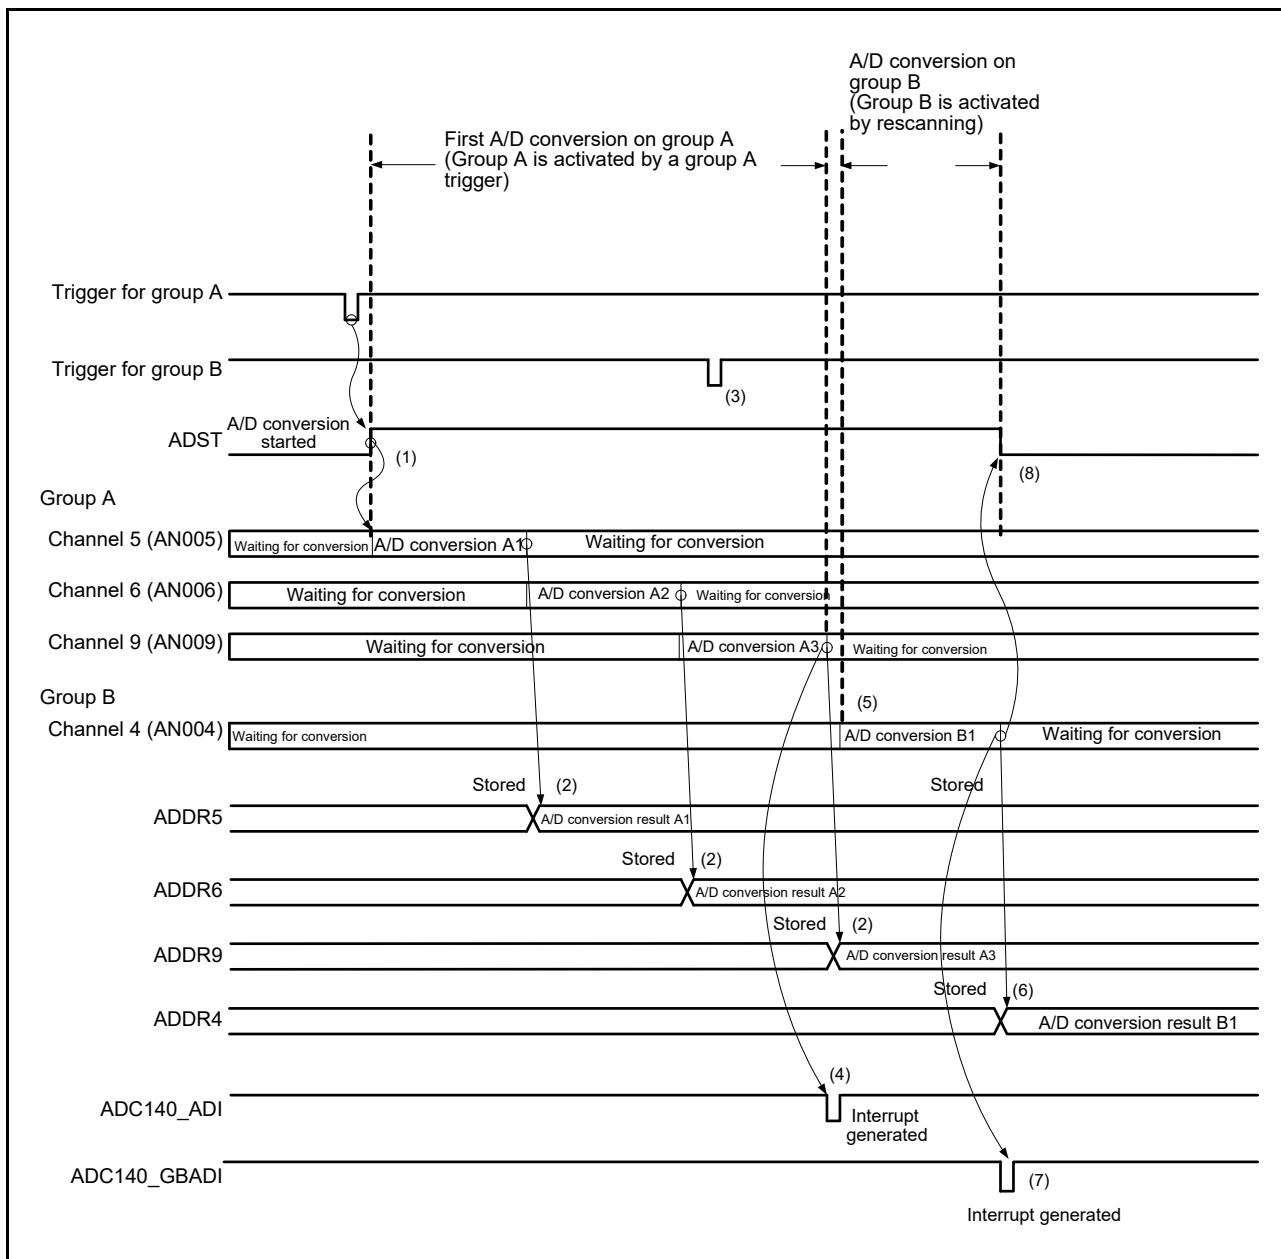 A/D conversion on
group B
(Group B is activated
by rescanning)
First A/D conversion on group A
(Group A is activated by a group A
trigger)
Trigger for group A
Trigger for group B
(3)
A/D conversion
started
ADST
(1)
(8)
Group A
Channel 5 (AN005)
Waiting for conversion
A/D conversion A1
Waiting for conversion
Channel 6 (AN006)
Waiting for conversion
A/D conversion A2
Waiting for conversion
Channel 9 (AN009)
Waiting for conversion
A/D conversion A3
Waiting for conversion
Group B
(5)
Channel 4 (AN004)
Waiting for conversion
A/D conversion B1
Waiting for conversion
Stored
(2)
Stored
ADDR5
A/D conversion result A1
Stored
(2)
ADDR6
A/D conversion result A2
Stored
(2)
ADDR9
A/D conversion result A3
Stored
(6)
ADDR4
A/D conversion result B1
(4)
ADC140_ADI
Interrupt
generated
ADC140_GBADI
(7)
Interrupt generated